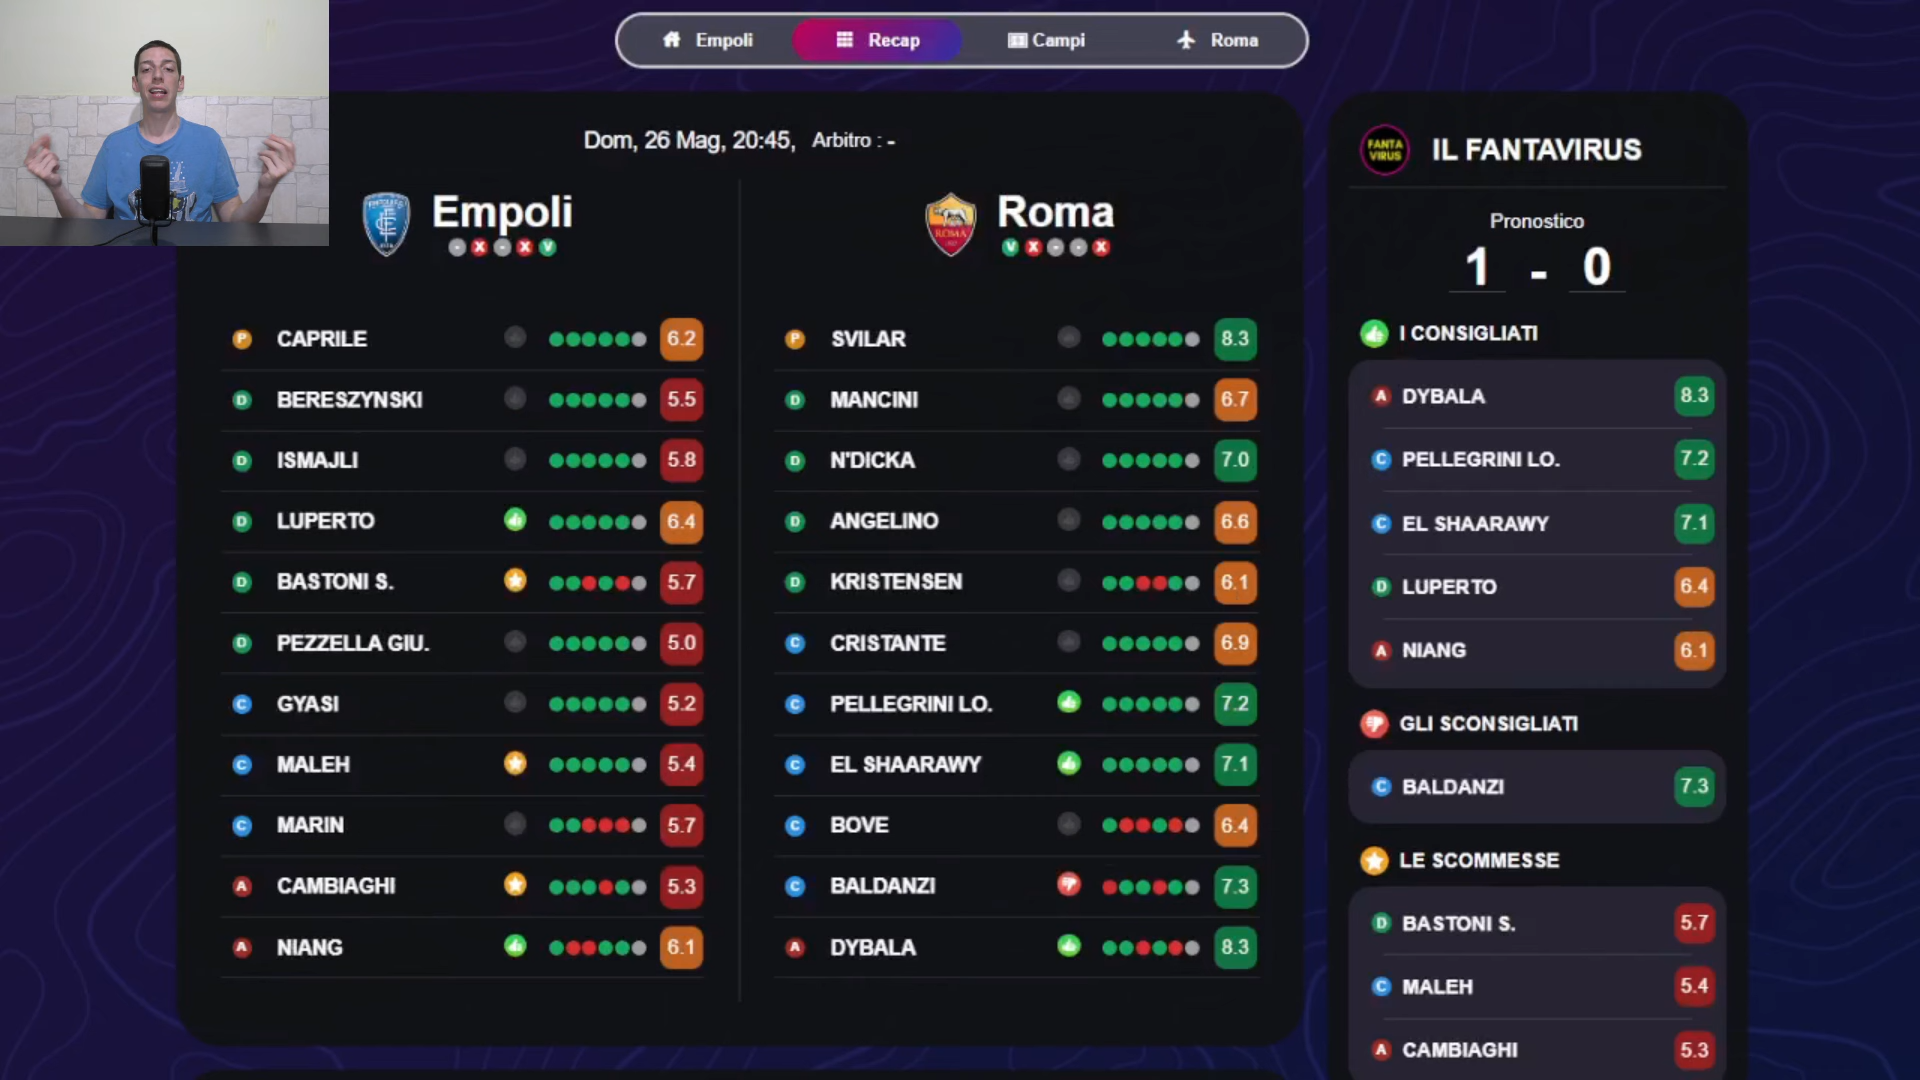 Empoli
Recap
Campi
Roma
Dom, 26 Mag, 20:45, Arbitro : -
Empoli
Roma
P CAPRILE 6.2
D BERESZYNSKI 5.5
D ISMAJLI 5.8
D LUPERTO 6.4
D BASTONI S. 5.7
D PEZZELLA GIU. 5.0
C GYASI 5.2
C MALEH 5.4
C MARIN 5.7
A CAMBIAGHI 5.3
A NIANG 6.1
P SVILAR 8.3
D MANCINI 6.7
D N'DICKA 7.0
D ANGELINO 6.6
D KRISTENSEN 6.1
C CRISTANTE 6.9
C PELLEGRINI LO. 7.2
C EL SHAARAWY 7.1
C BOVE 6.4
C BALDANZI 7.3
A DYBALA 8.3
FANTA
VIRUS
IL FANTAVIRUS
Pronostico
1 - 0
I CONSIGLIATI
A DYBALA 8.3
C PELLEGRINI LO. 7.2
C EL SHAARAWY 7.1
D LUPERTO 6.4
A NIANG 6.1
GLI SCONSIGLIATI
C BALDANZI 7.3
LE SCOMMESSE
D BASTONI S. 5.7
C MALEH 5.4
A CAMBIAGHI 5.3